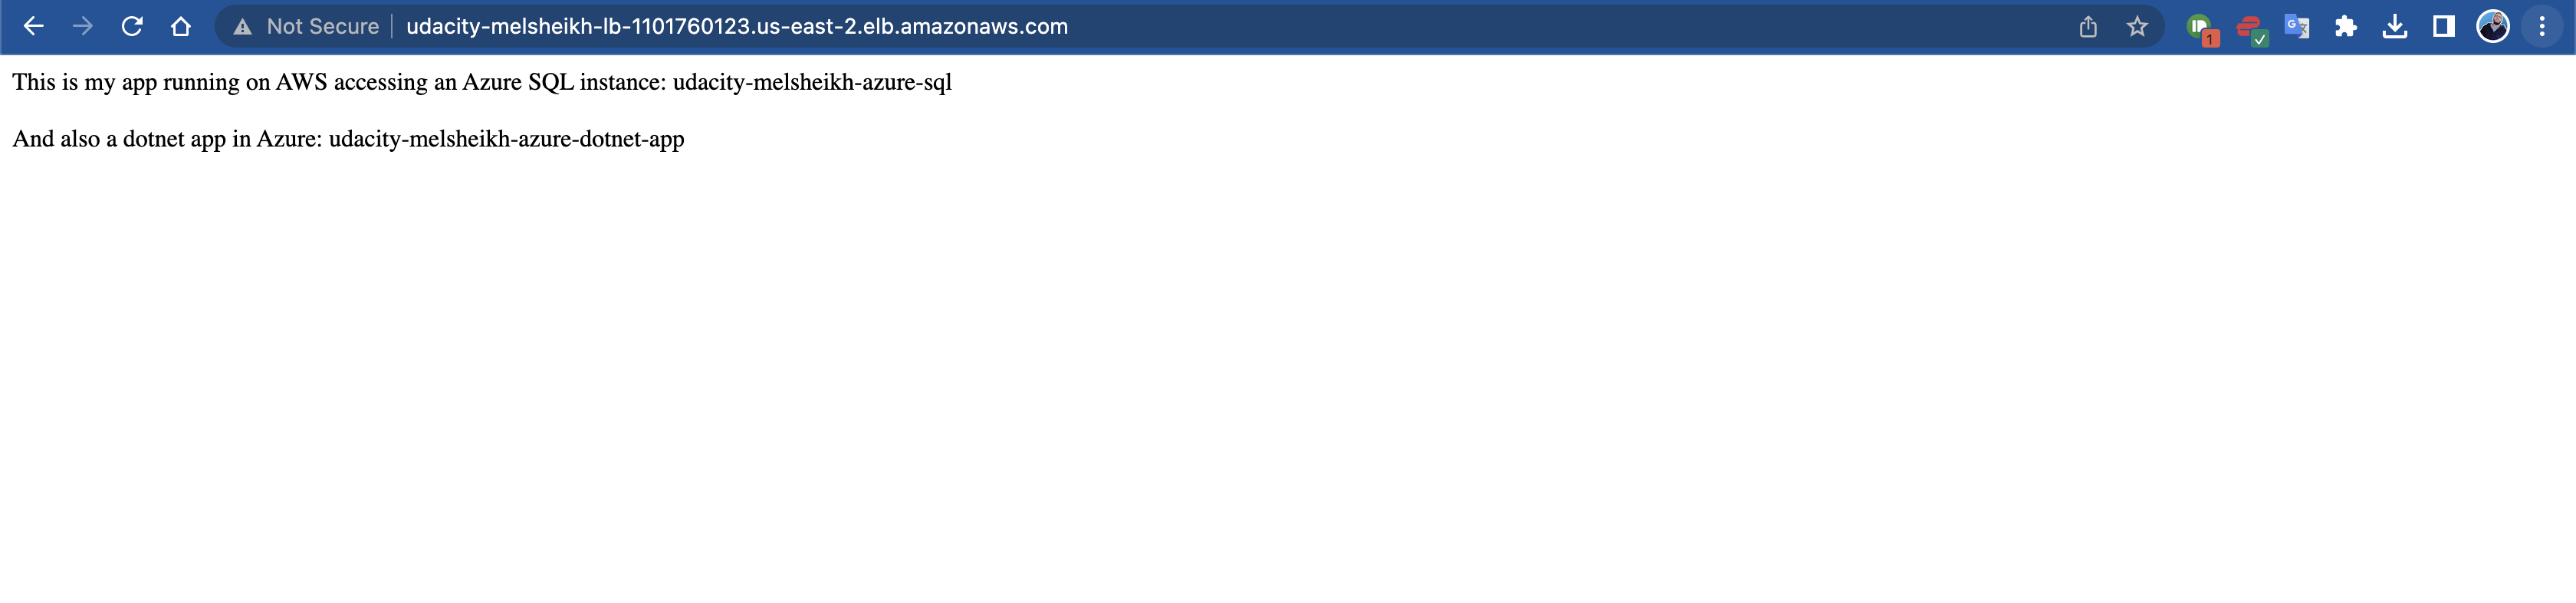 Not Secure udacity-melsheikh-lb-1101760123.us-east-2.elb.amazonaws.com
1
This is my app running on AWS accessing an Azure SQL instance: udacity-melsheikh-azure-sql
And also a dotnet app in Azure: udacity-melsheikh-azure-dotnet-app